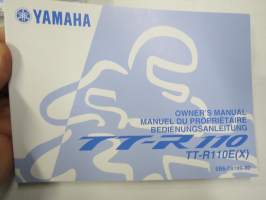 YAMAHA
OWNER'S MANUAL
MANUEL DU PROPRIÉTAIRE
BEDIENUNGSANLEITUNG
TT-R110
TT-R110E(X)